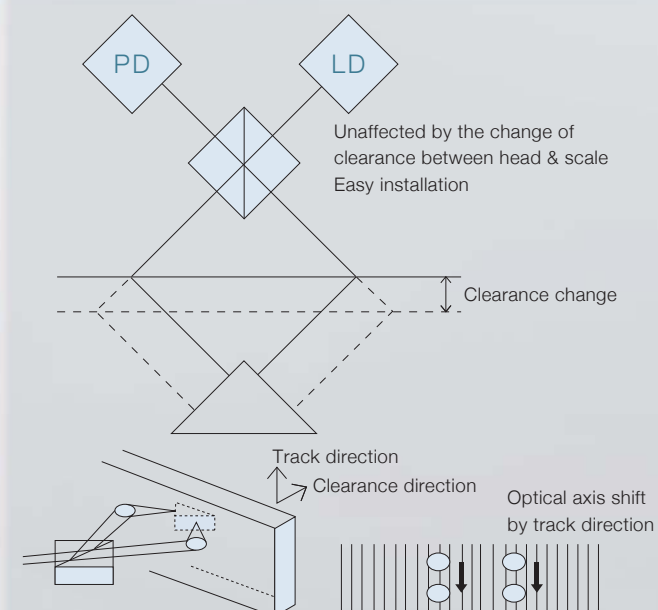 PD
LD
Unaffected by the change of
clearance between head & scale
Easy installation
Clearance change
Track direction
Clearance direction
Optical axis shift
by track direction